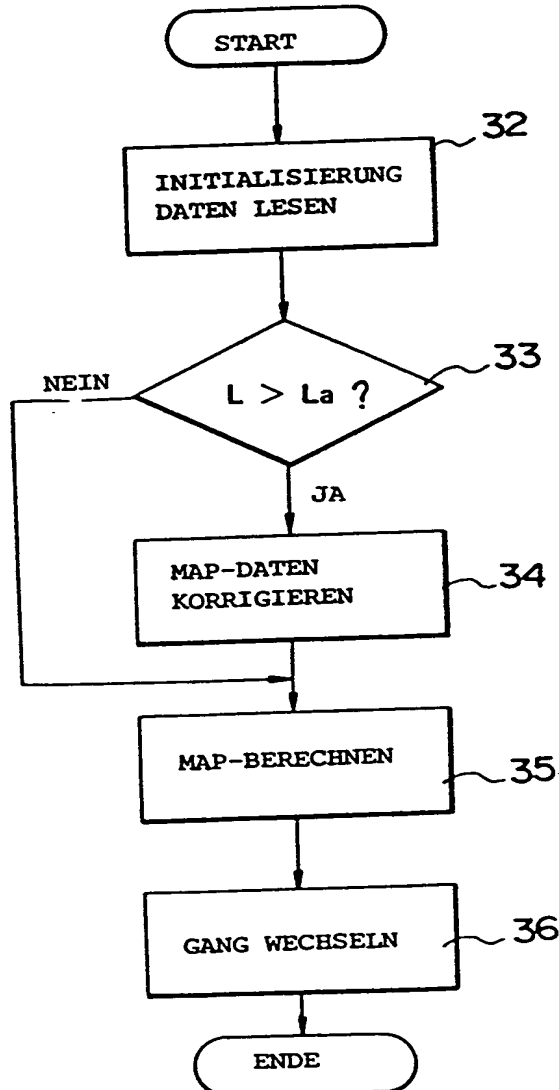 START
32
INITIALISIERUNG
DATEN LESEN
33
NEIN
L > La ?
JA
MAP-DATEN
KORRIGIEREN
34
MAP-BERECHNEN
35
GANG WECHSELN
36
ENDE